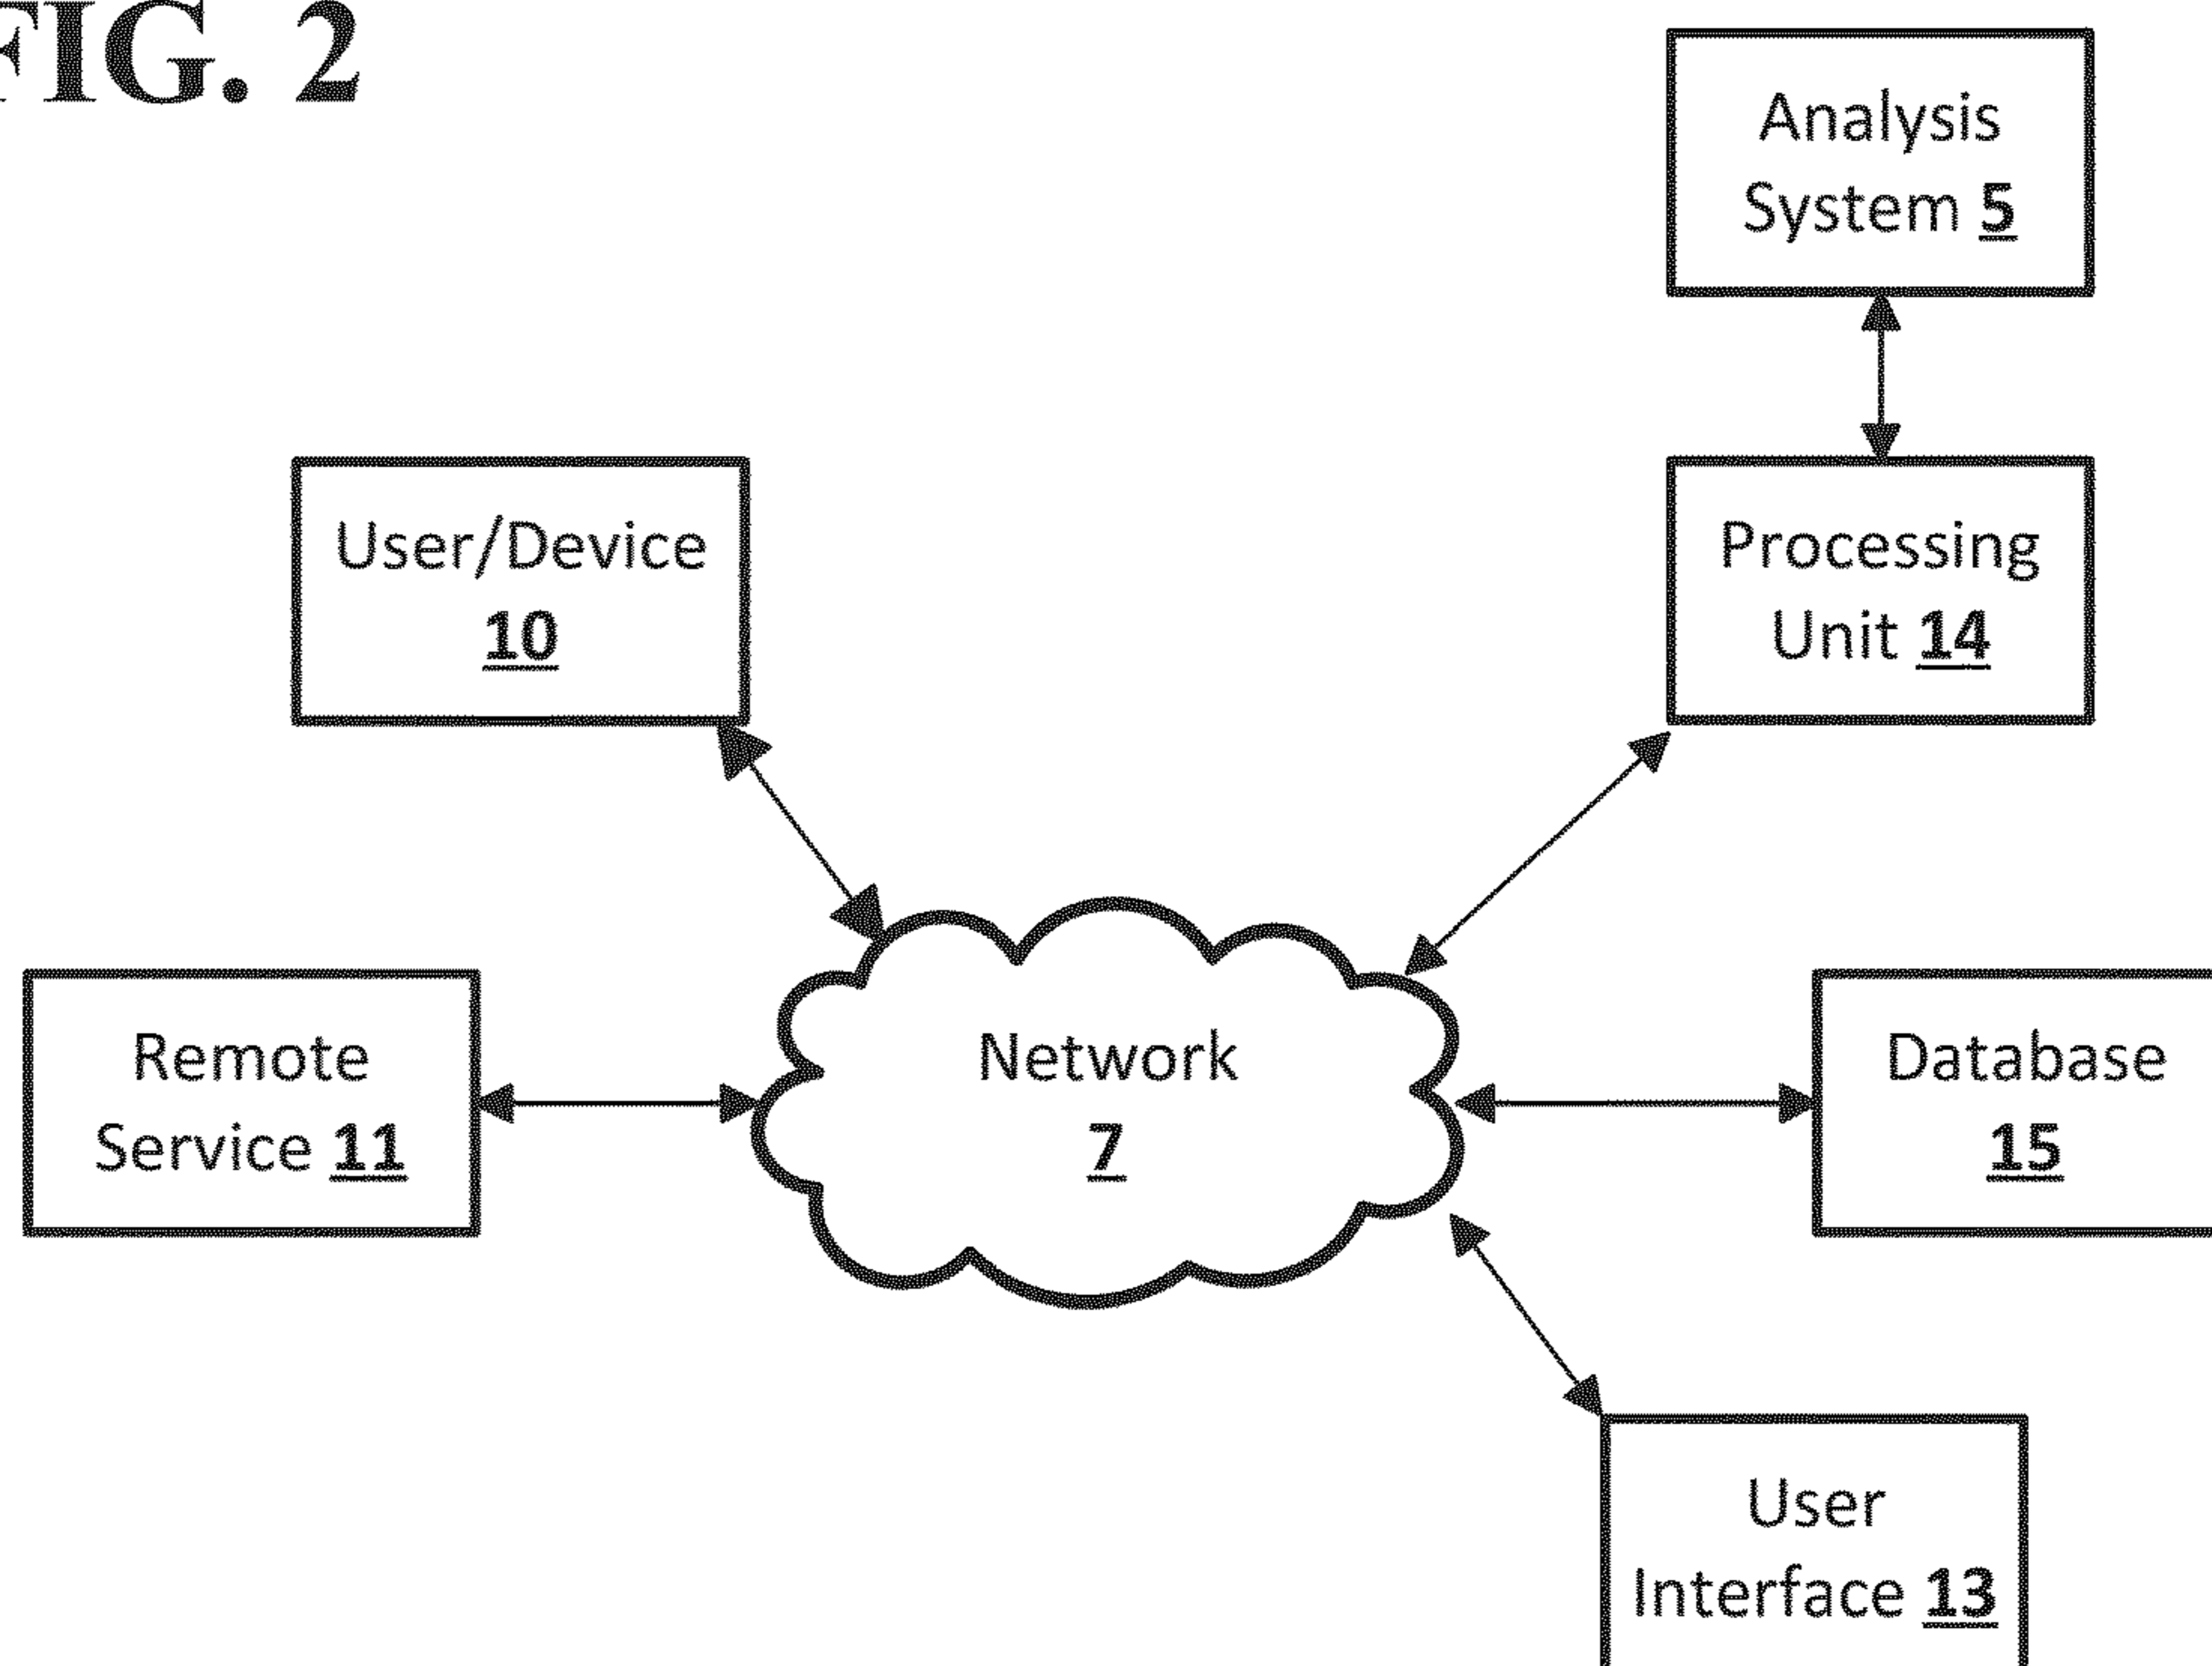 FIG. 2
Analysis
System 5
User/Device
10
Processing
Unit 14
Remote
Service 11
Network
7
Database
15
User
Interface 13